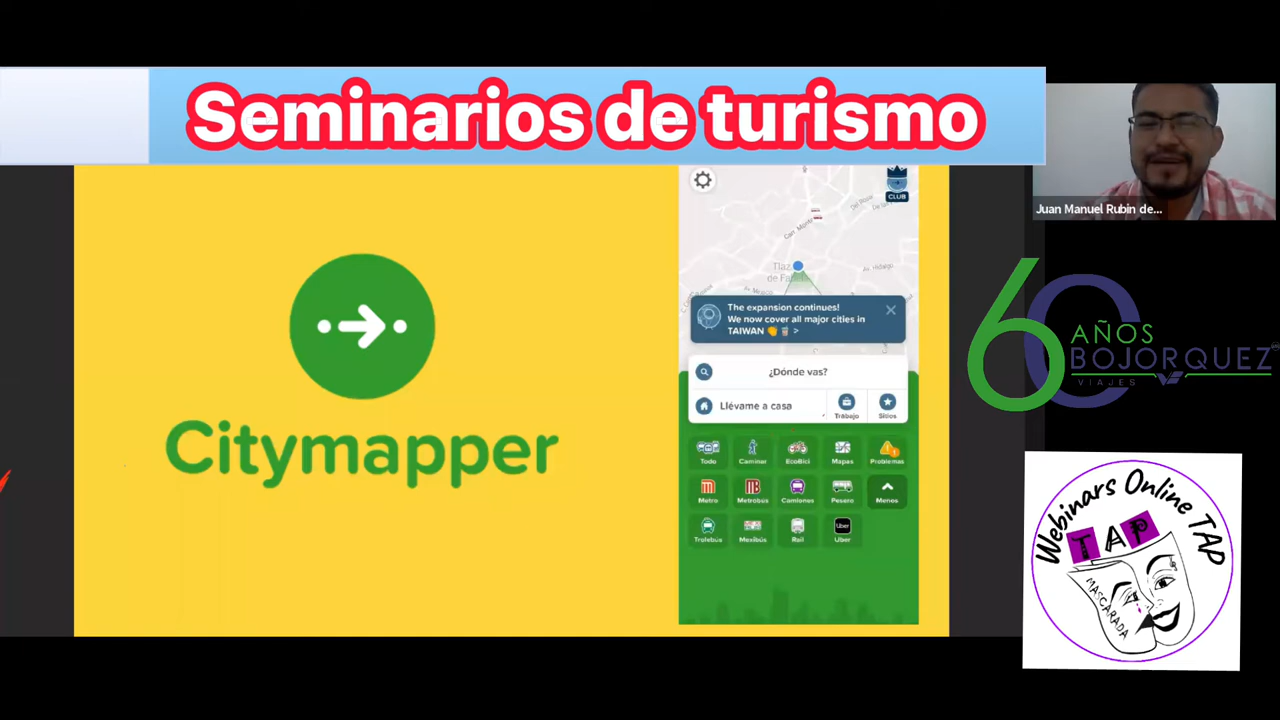 Seminarios de turismo
Juan Manuel Rubin de...
Citymapper
CLUB
The expansion continues!
We now cover all major cities in
TAIWAN 👏🧋 >
¿Dónde vas?
Llévame a casa
Trabajo
Sitios
Todo
Caminar
EcoBici
Mapas
Problemas
Metro
Metrobús
Camiones
Pesero
Menos
Trolebús
Mexibús
Rail
Uber
Uber
60
AÑOS
BOJORQUEZ
VIAJES
Webinars Online TAP
TAP
MASCARADA